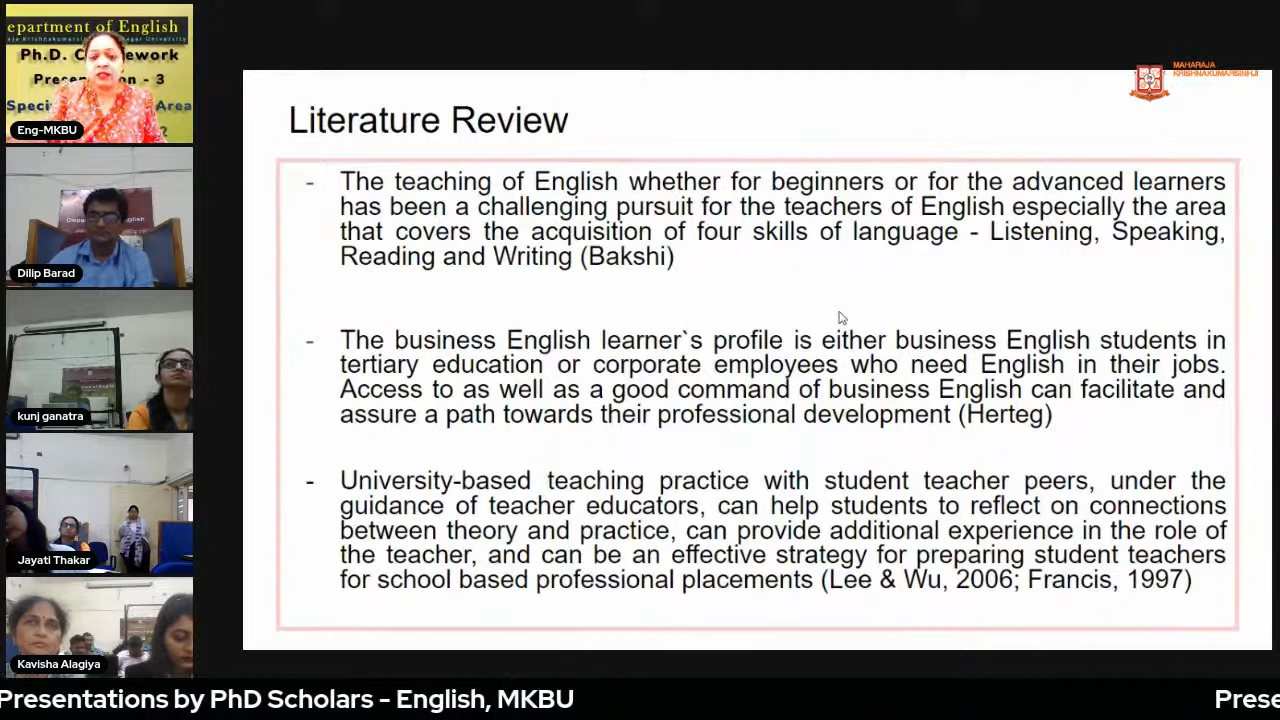 epartment of English
Ph.D. C
ework
Prese
on - 3
Speci
Area
Eng-MKBU
Dilip Barad
kunj ganatra
Jayati Thakar
Kavisha Alagiya
MAHARAJA
KRISHNAKUMARSINHJI
Literature Review
- The teaching of English whether for beginners or for the advanced learners
has been a challenging pursuit for the teachers of English especially the area
that covers the acquisition of four skills of language - Listening, Speaking,
Reading and Writing (Bakshi)
- The business English learner`s profile is either business English students in
tertiary education or corporate employees who need English in their jobs.
Access to as well as a good command of business English can facilitate and
assure a path towards their professional development (Herteg)
- University-based teaching practice with student teacher peers, under the
guidance of teacher educators, can help students to reflect on connections
between theory and practice, can provide additional experience in the role of
the teacher, and can be an effective strategy for preparing student teachers
for school based professional placements (Lee & Wu, 2006; Francis, 1997)
Presentations by PhD Scholars - English, MKBU
Prese